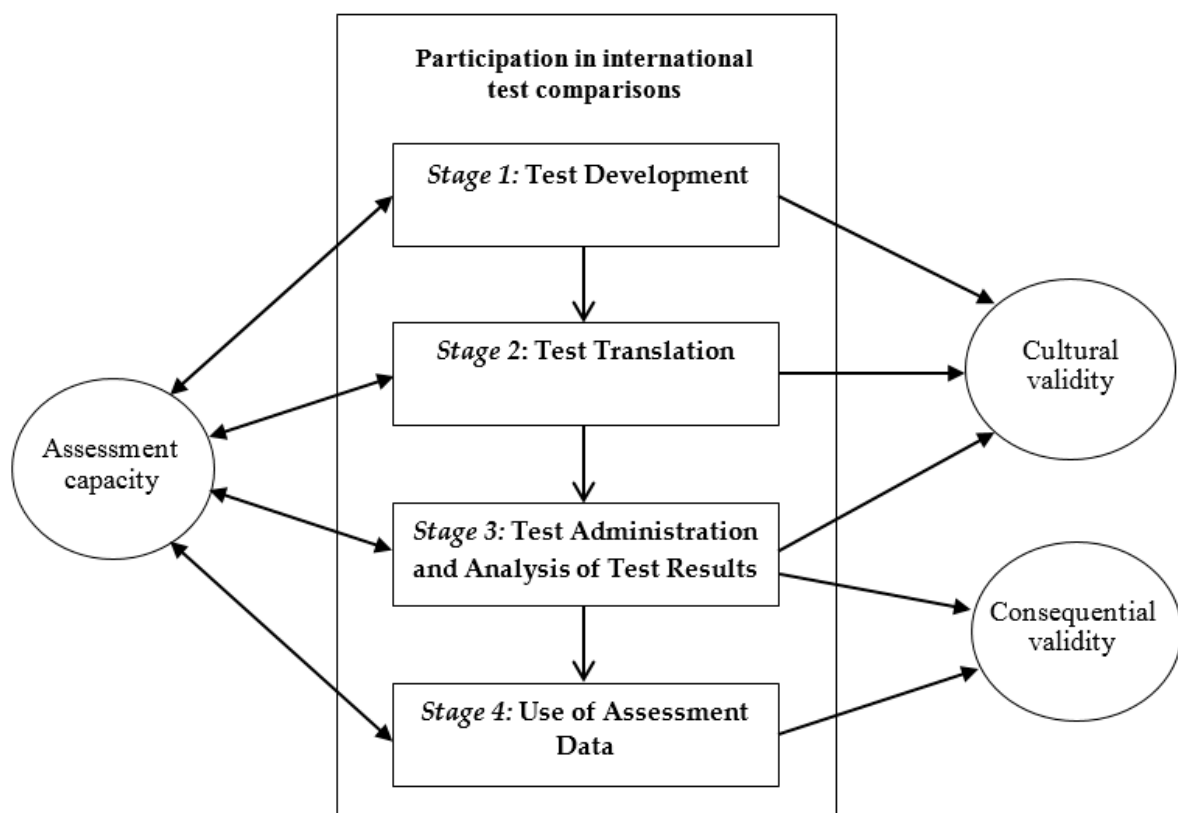 Participation in international
test comparisons
Stage 1: Test Development
Stage 2: Test Translation
Assessment
capacity
Stage 3: Test Administration
and Analysis of Test Results
Stage 4: Use of Assessment
Data
Cultural
validity
Consequential
validity